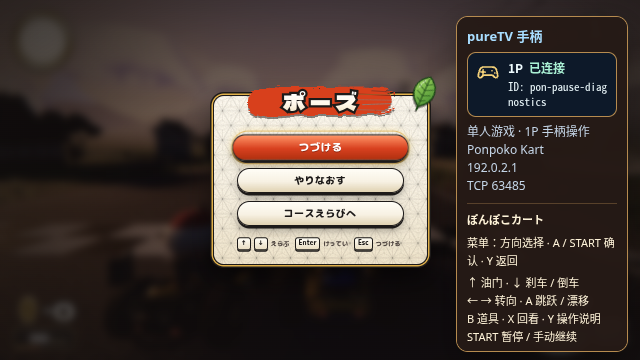 ポーズ
つづける
やりなおす
コースえらびへ
↑ ↓ えらぶ Enter けってい Esc つづける
pureTV 手柄
1P 已连接
ID: pon-pause-diag
nostics
单人游戏 · 1P 手柄操作
Ponpoko Kart
192.0.2.1
TCP 63485
ぽんぽこカート
菜单：方向选择 · A / START 确
认 · Y 返回
↑ 油门 · ↓ 刹车 / 倒车
← → 转向 · A 跳跃 / 漂移
B 道具 · X 回看 · Y 操作说明
START 暂停 / 手动继续